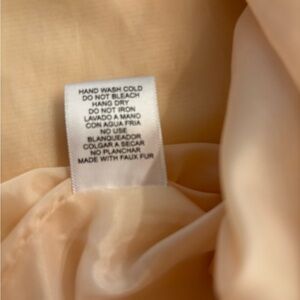 HAND WASH COLD
DO NOT BLEACH
HANG DRY
DO NOT IRON
LAVADO A MANO
CON AGUA FRIA
NO USE
BLANQUEADOR
COLGAR A SECAR
NO PLANCHAR
MADE WITH FAUX FUR